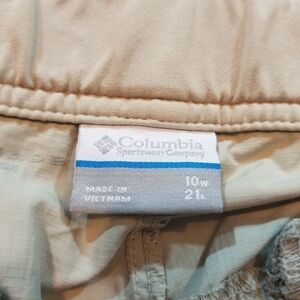 Columbia
Sportswear Company
MADE IN
VIETNAM
10W
21L